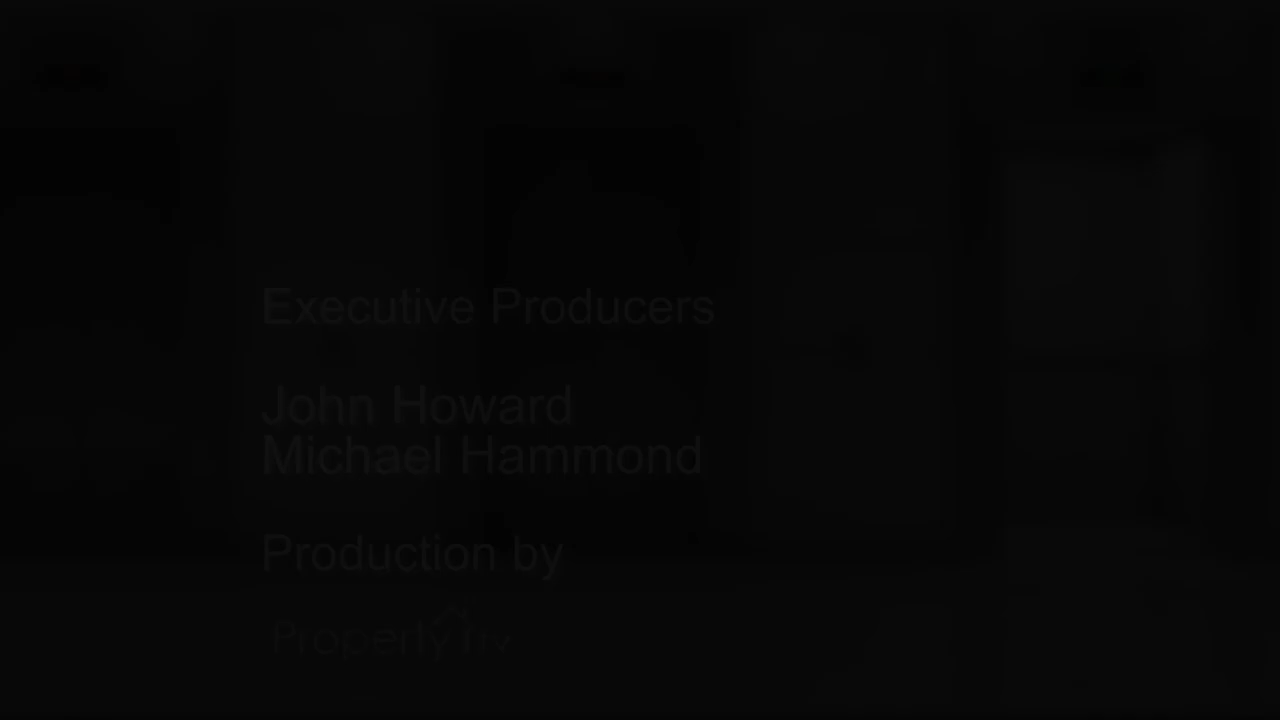 Executive Producers
John Howard
Michael Hammond
Production by
Property tv